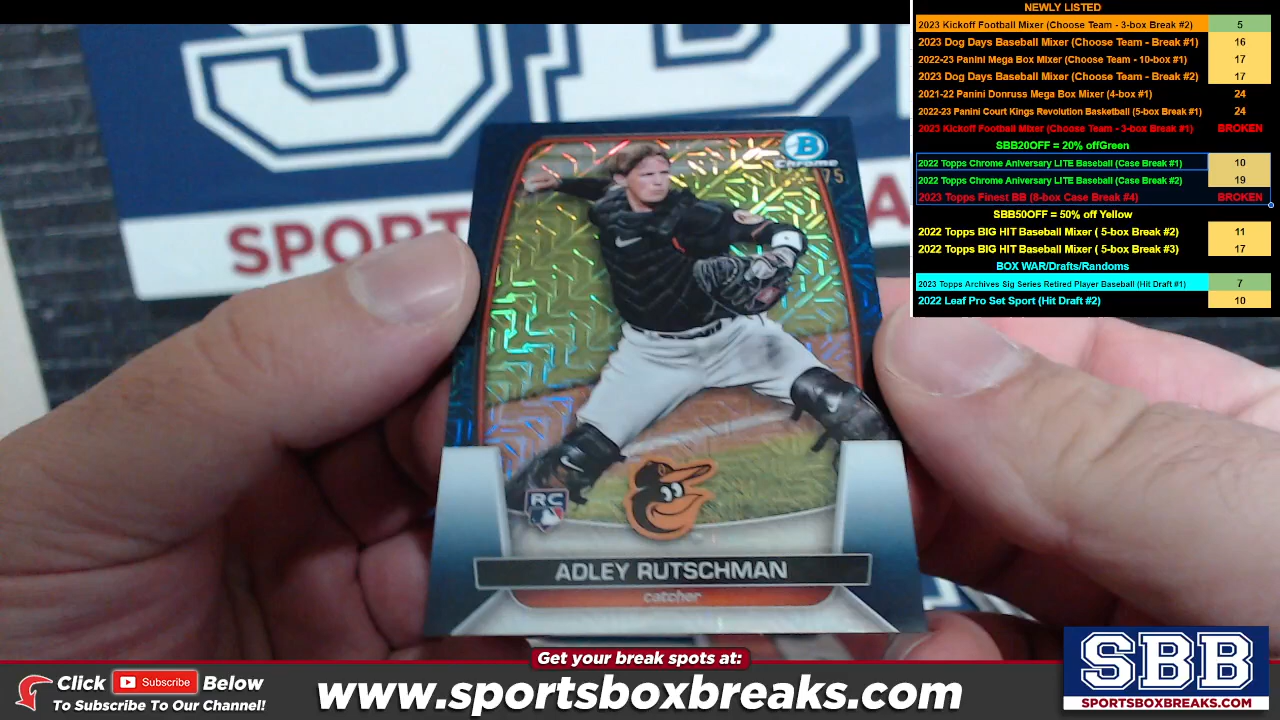 NEWLY LISTED
2023 Kickoff Football Mixer (Choose Team - 3-box Break #2) 5
2023 Dog Days Baseball Mixer (Choose Team - Break #1) 16
2022-23 Panini Mega Box Mixer (Choose Team - 10-box #1) 17
2023 Dog Days Baseball Mixer (Choose Team - Break #2) 17
2021-22 Panini Donruss Mega Box Mixer (4-box #1) 24
2022-23 Panini Court Kings Revolution Basketball (5-box Break #1) 24
2023 Kickoff Football Mixer (Choose Team - 3-box Break #1) BROKEN
SBB20OFF = 20% offGreen
2022 Topps Chrome Aniversary LITE Baseball (Case Break #1) 10
2022 Topps Chrome Aniversary LITE Baseball (Case Break #2) 19
2023 Topps Finest BB (8-box Case Break #4) BROKEN
SBB50OFF = 50% off Yellow
2022 Topps BIG HIT Baseball Mixer ( 5-box Break #2) 11
2022 Topps BIG HIT Baseball Mixer ( 5-box Break #3) 17
BOX WAR/Drafts/Randoms
2023 Topps Archives Sig Series Retired Player Baseball (Hit Draft #1) 7
2022 Leaf Pro Set Sport (Hit Draft #2) 10
B
Chrome
75
SPORT
RC
ADLEY RUTSCHMAN
catcher
Get your break spots at:
Click Subscribe Below
To Subscribe To Our Channel!
www.sportsboxbreaks.com
SBB
SPORTSBOXBREAKS.COM